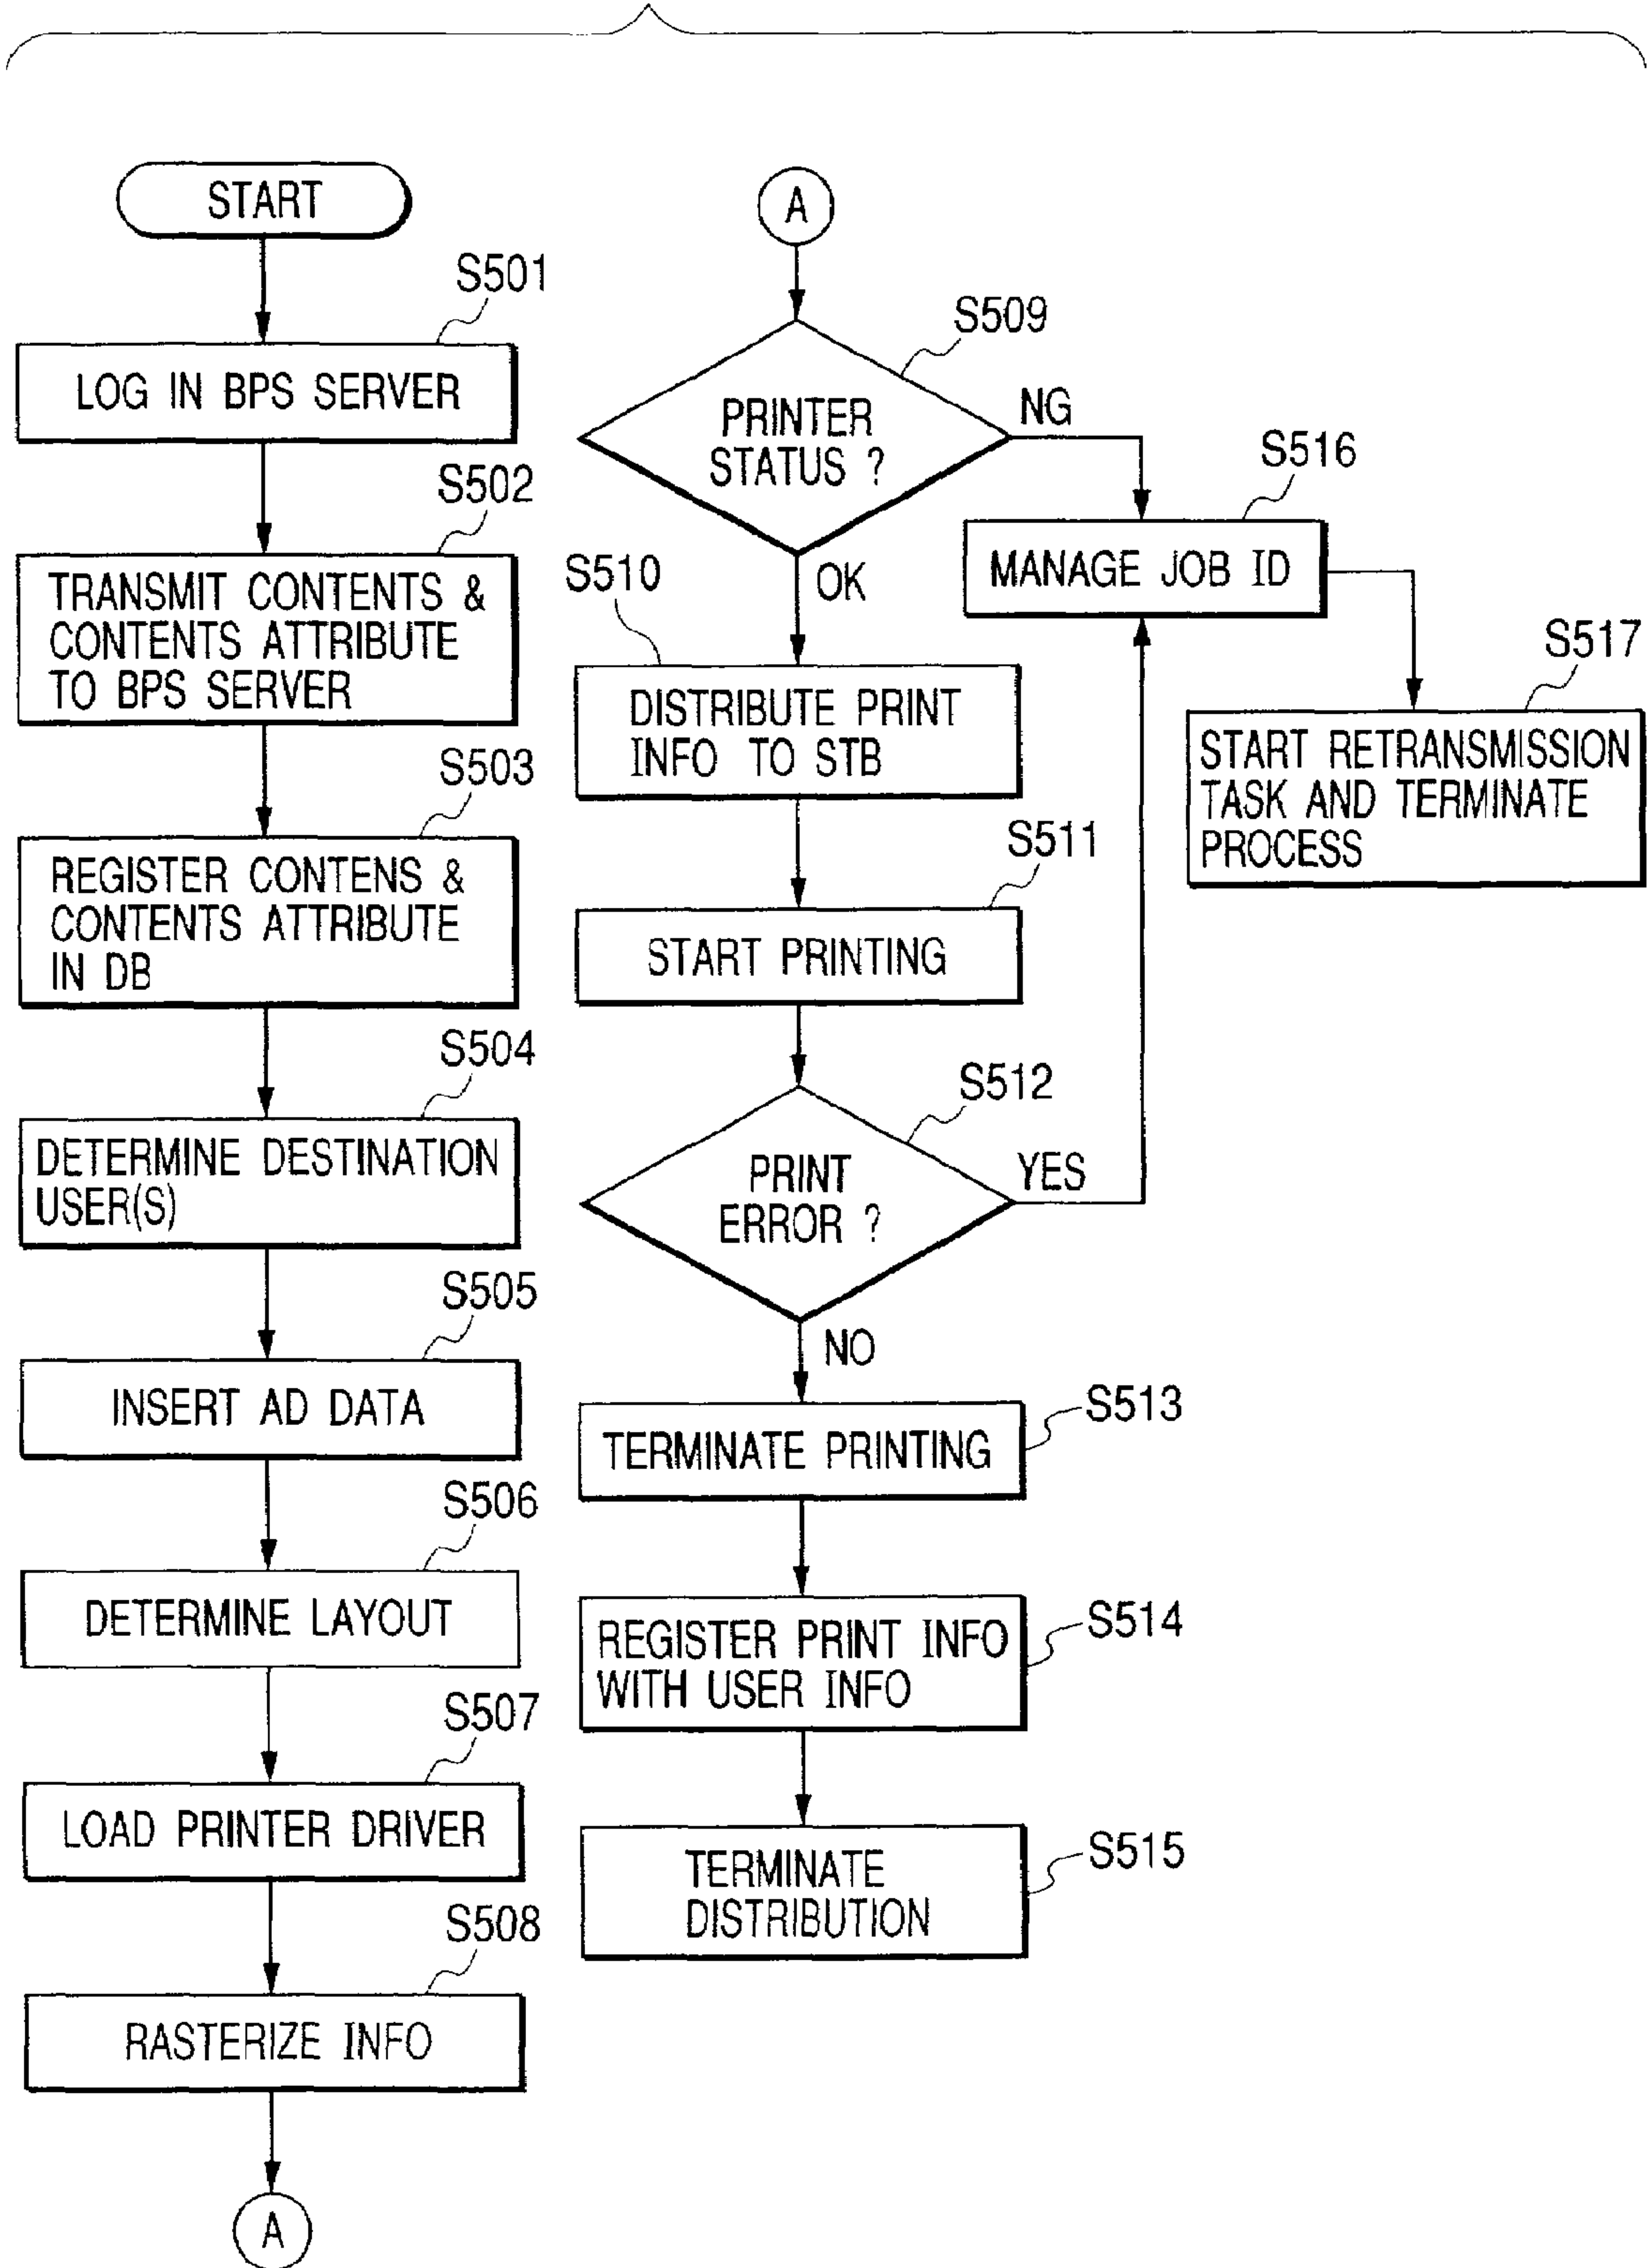 START
S501
LOG IN BPS SERVER
S502
TRANSMIT CONTENTS &
CONTENTS ATTRIBUTE
TO BPS SERVER
S503
REGISTER CONTENS &
CONTENTS ATTRIBUTE
IN DB
S504
DETERMINE DESTINATION
USER(S)
S505
INSERT AD DATA
S506
DETERMINE LAYOUT
S507
LOAD PRINTER DRIVER
S508
RASTERIZE INFO
A
A
S509
PRINTER
STATUS ?
NG
OK
S510
DISTRIBUTE PRINT
INFO TO STB
S511
START PRINTING
S512
PRINT
ERROR ?
YES
NO
S513
TERMINATE PRINTING
S514
REGISTER PRINT INFO
WITH USER INFO
S515
TERMINATE
DISTRIBUTION
S516
MANAGE JOB ID
S517
START RETRANSMISSION
TASK AND TERMINATE
PROCESS